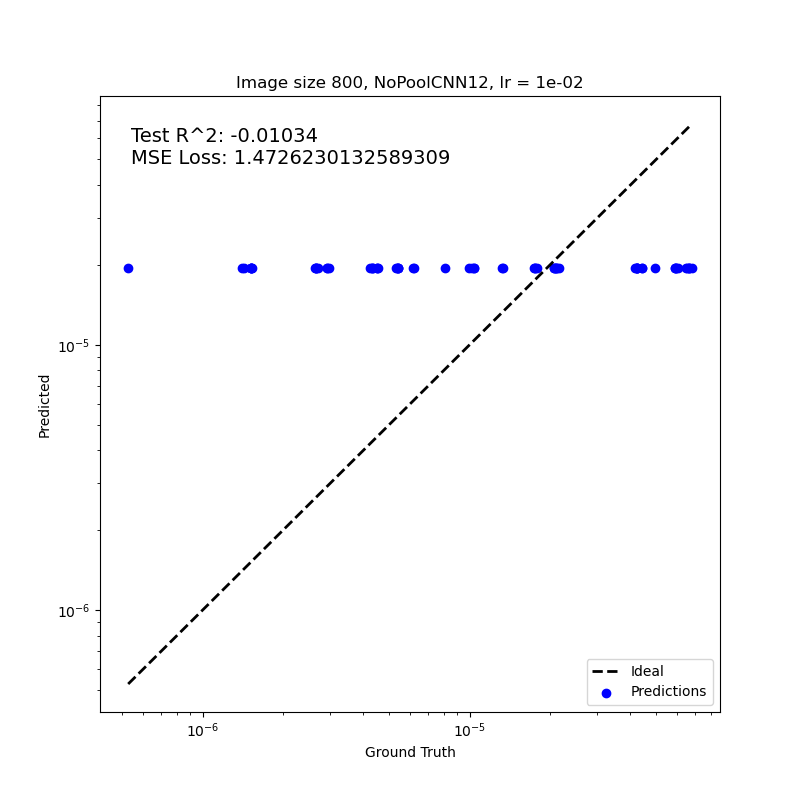 Image size 800, NoPoolCNN12, lr = 1e-02
Test R^2: -0.01034
MSE Loss: 1.4726230132589309
Predicted
10⁻⁵
10⁻⁶
Ideal
Predictions
10⁻⁶ 10⁻⁵
Ground Truth